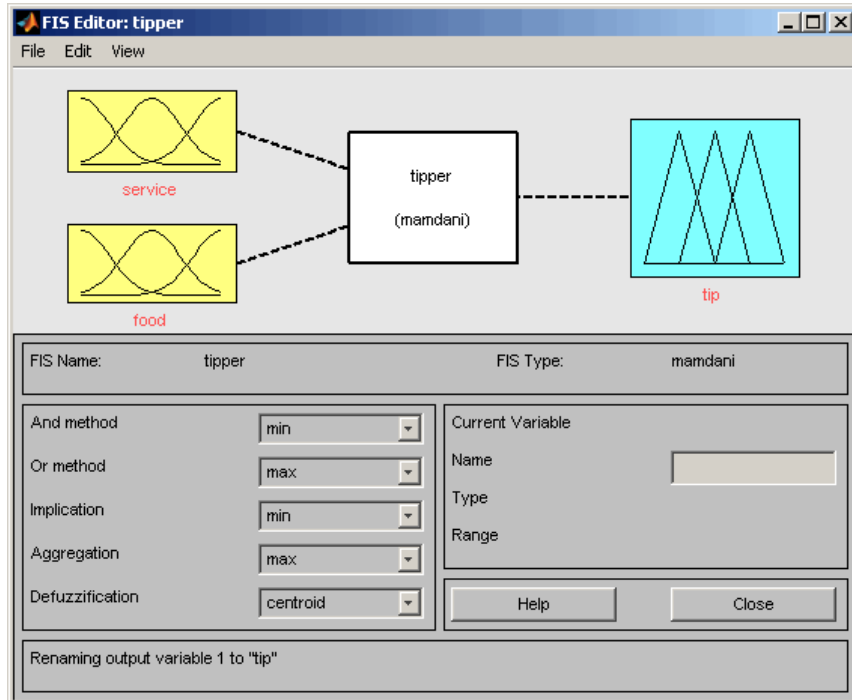 FIS Editor: tipper
File Edit View
service
food
tipper
(mamdani)
tip
FIS Name: tipper FIS Type: mamdani
And method min
Or method max
Implication min
Aggregation max
Defuzzification centroid
Current Variable
Name
Type
Range
Help Close
Renaming output variable 1 to "tip"